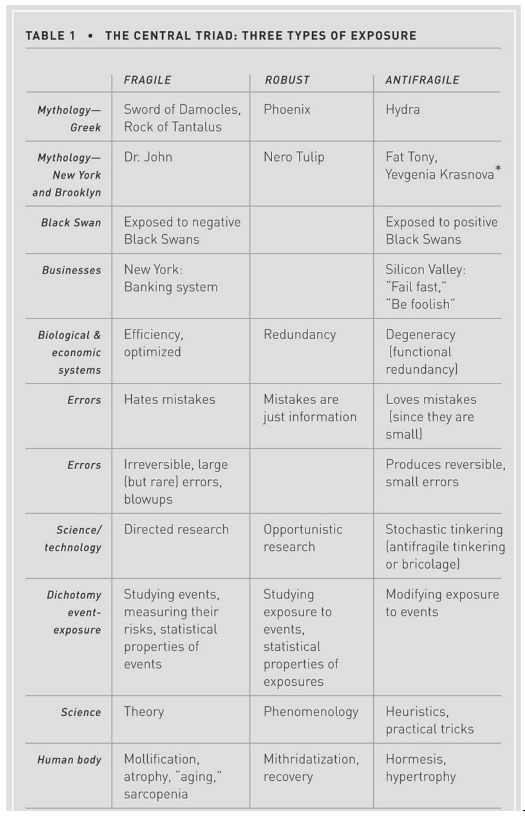 TABLE 1 • THE CENTRAL TRIAD: THREE TYPES OF EXPOSURE
FRAGILE ROBUST ANTIFRAGILE
Mythology—
Greek
Sword of Damocles,
Rock of Tantalus
Phoenix
Hydra
Mythology—
New York
and Brooklyn
Dr. John
Nero Tulip
Fat Tony,
Yevgenia Krasnova*
Black Swan
Exposed to negative
Black Swans
Exposed to positive
Black Swans
Businesses
New York:
Banking system
Silicon Valley:
“Fail fast,”
“Be foolish”
Biological &
economic
systems
Efficiency,
optimized
Redundancy
Degeneracy
(functional
redundancy)
Errors
Hates mistakes
Mistakes are
just information
Loves mistakes
(since they are
small)
Errors
Irreversible, large
(but rare) errors,
blowups
Produces reversible,
small errors
Science/
technology
Directed research
Opportunistic
research
Stochastic tinkering
(antifragile tinkering
or bricolage)
Dichotomy
event-
exposure
Studying events,
measuring their
risks, statistical
properties of
events
Studying
exposure to
events,
statistical
properties of
exposures
Modifying exposure
to events
Science
Theory
Phenomenology
Heuristics,
practical tricks
Human body
Mollification,
atrophy, “aging,”
sarcopenia
Mithridatization,
recovery
Hormesis,
hypertrophy